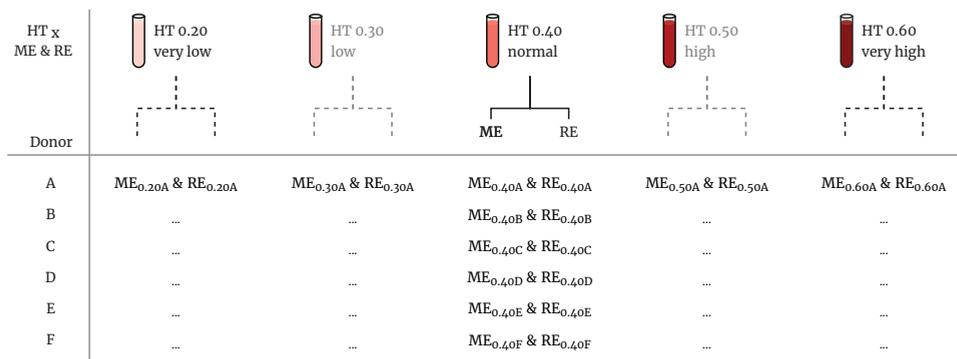 HT x HT 0.20 HT 0.30 HT 0.40 HT 0.50 HT 0.60
ME & RE very low low normal high very high
ME RE
Donor
A ME0.20A & RE0.20A ME0.30A & RE0.30A ME0.40A & RE0.40A ME0.50A & RE0.50A ME0.60A & RE0.60A
B ... ... ME0.40B & RE0.40B ... ...
C ... ... ME0.40C & RE0.40C ... ...
D ... ... ME0.40D & RE0.40D ... ...
E ... ... ME0.40E & RE0.40E ... ...
F ... ... ME0.40F & RE0.40F ... ...